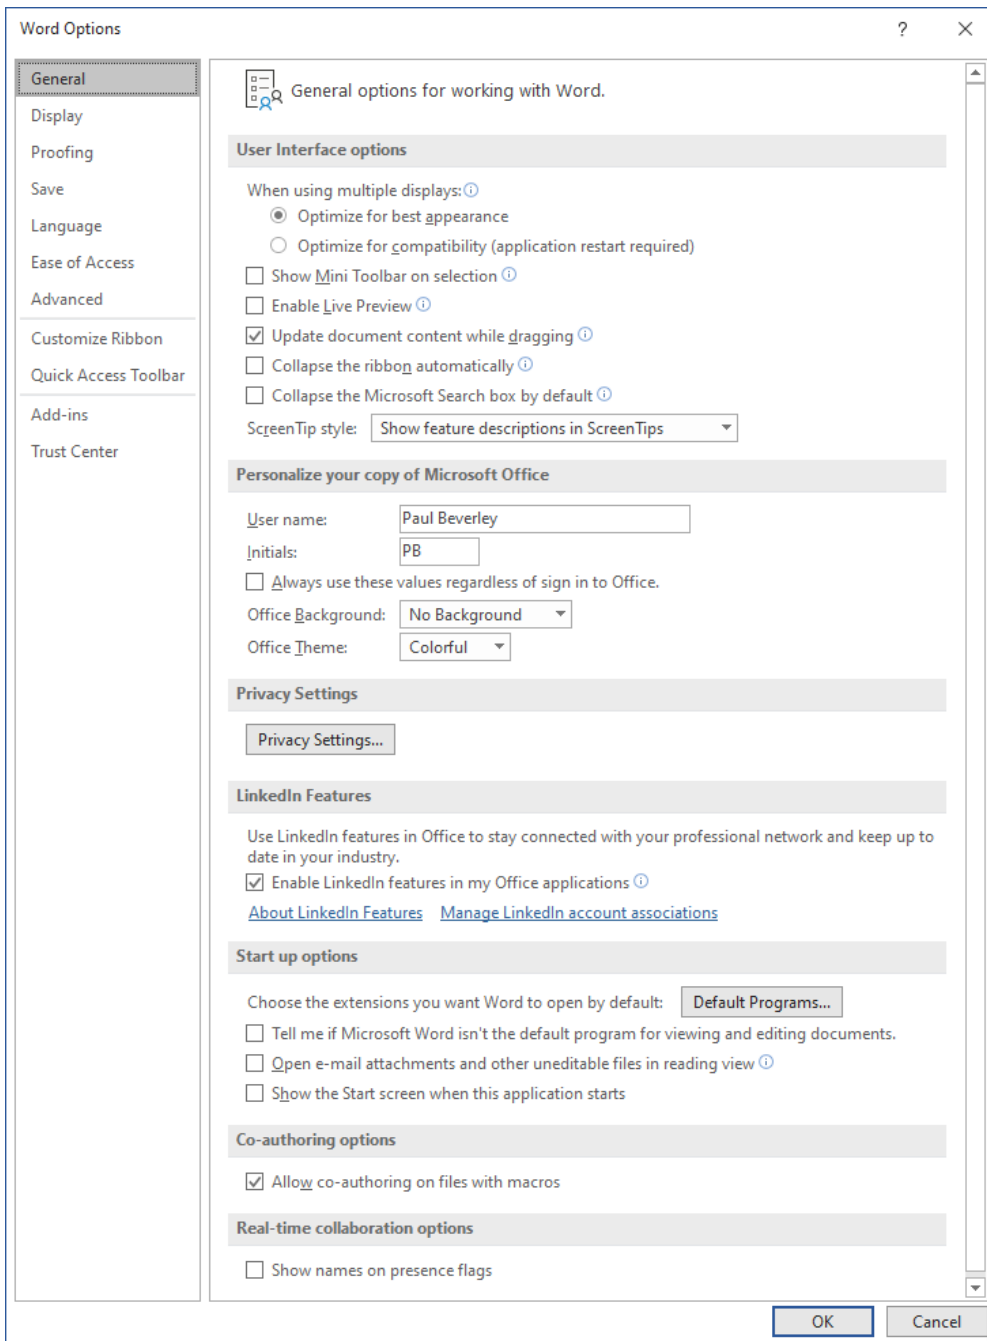 Word Options
?
General
Display
Proofing
Save
Language
Ease of Access
Advanced
Customize Ribbon
Quick Access Toolbar
Add-ins
Trust Center
General options for working with Word.
User Interface options
When using multiple displays:
Optimize for best appearance
Optimize for compatibility (application restart required)
Show Mini Toolbar on selection
Enable Live Preview
Update document content while dragging
Collapse the ribbon automatically
Collapse the Microsoft Search box by default
ScreenTip style: Show feature descriptions in ScreenTips
Personalize your copy of Microsoft Office
User name: Paul Beverley
Initials: PB
Always use these values regardless of sign in to Office.
Office Background: No Background
Office Theme: Colorful
Privacy Settings
Privacy Settings...
LinkedIn Features
Use LinkedIn features in Office to stay connected with your professional network and keep up to
date in your industry.
Enable LinkedIn features in my Office applications
About LinkedIn Features Manage LinkedIn account associations
Start up options
Choose the extensions you want Word to open by default: Default Programs...
Tell me if Microsoft Word isn't the default program for viewing and editing documents.
Open e-mail attachments and other uneditable files in reading view
Show the Start screen when this application starts
Co-authoring options
Allow co-authoring on files with macros
Real-time collaboration options
Show names on presence flags
OK Cancel